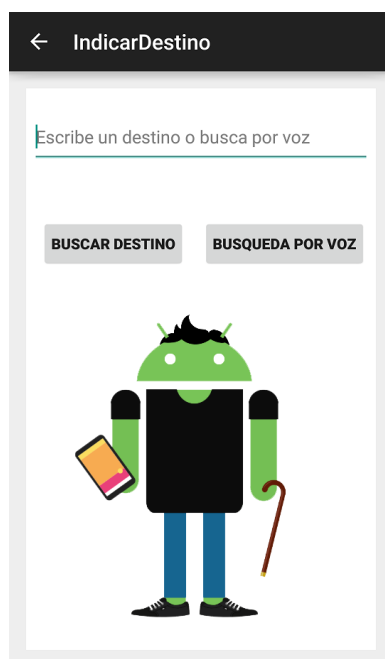 IndicarDestino
Escribe un destino o busca por voz
BUSCAR DESTINO
BUSQUEDA POR VOZ